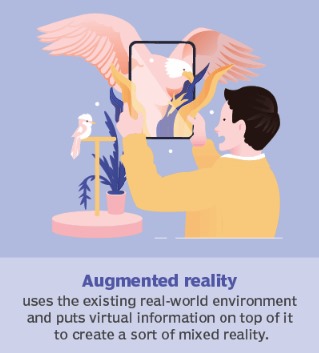 Augmented reality
uses the existing real-world environment
and puts virtual information on top of it
to create a sort of mixed reality.